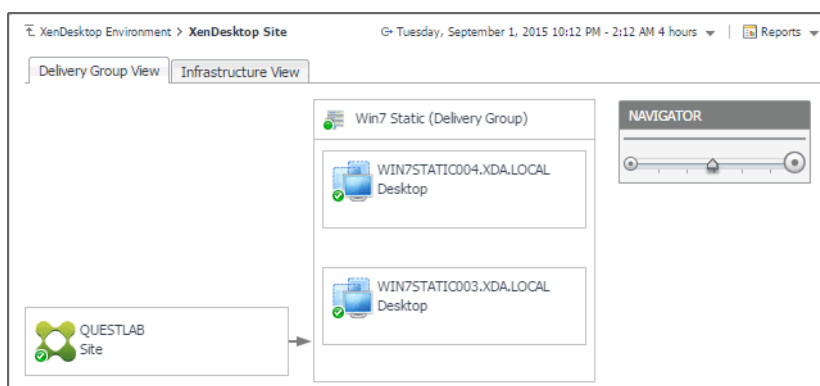 XenDesktop Environment > XenDesktop Site
Tuesday, September 1, 2015 10:12 PM - 2:12 AM 4 hours
Reports
Delivery Group View
Infrastructure View
Win7 Static (Delivery Group)
NAVIGATOR
WIN7STATIC004.XDA.LOCAL
Desktop
WIN7STATIC003.XDA.LOCAL
Desktop
QUESTLAB
Site